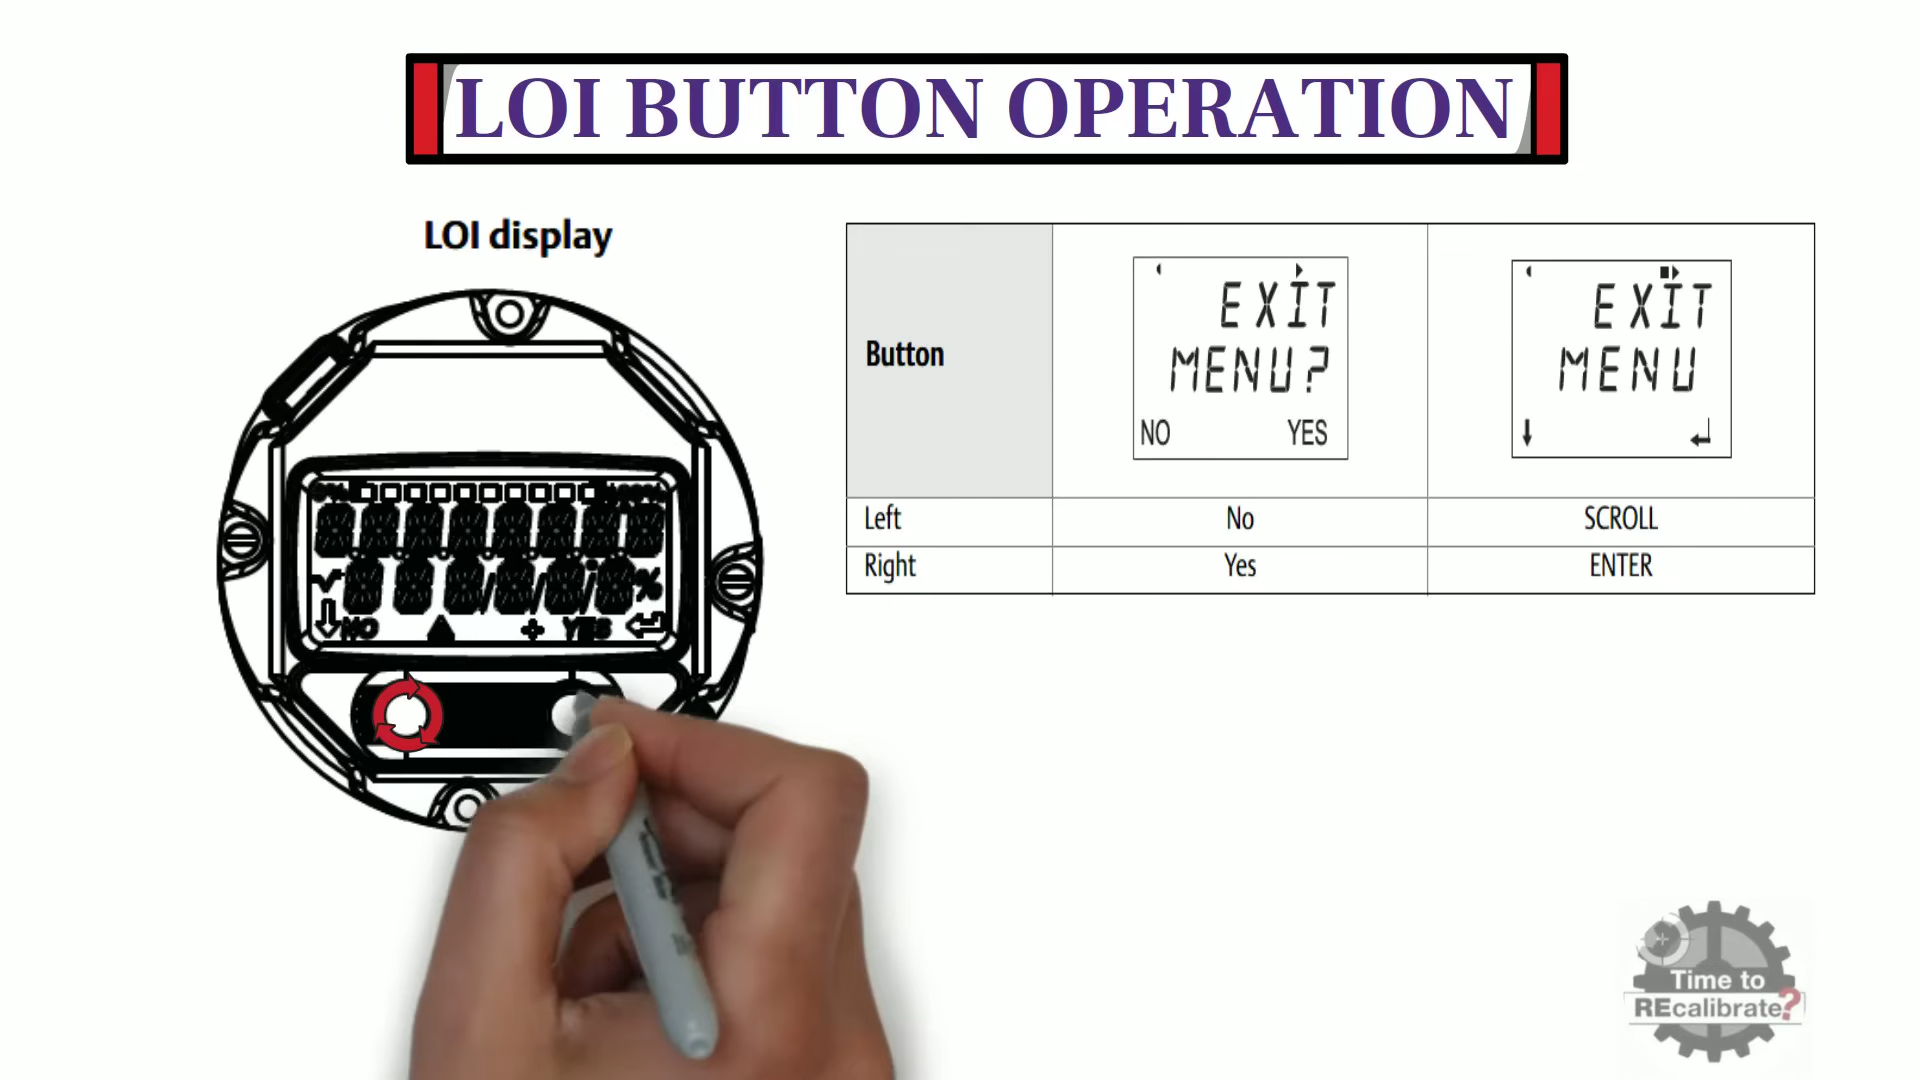 LOI BUTTON OPERATION
LOI display
NO
YES
%
Button
EXIT
MENU?
NO YES
EXIT
MENU
Left No SCROLL
Right Yes ENTER
Time to
REcalibrate?